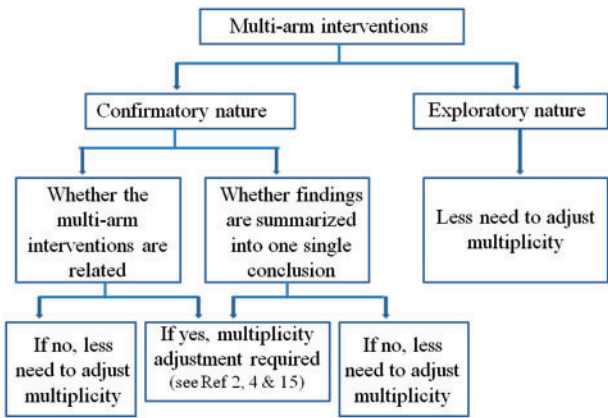 Multi-arm interventions
Confirmatory nature
Exploratory nature
Whether the
multi-arm
interventions are
related
Whether findings
are summarized
into one single
conclusion
Less need to adjust
multiplicity
If no, less
need to adjust
multiplicity
If yes, multiplicity
adjustment required
(see Ref 2, 4 & 15)
If no, less
need to adjust
multiplicity